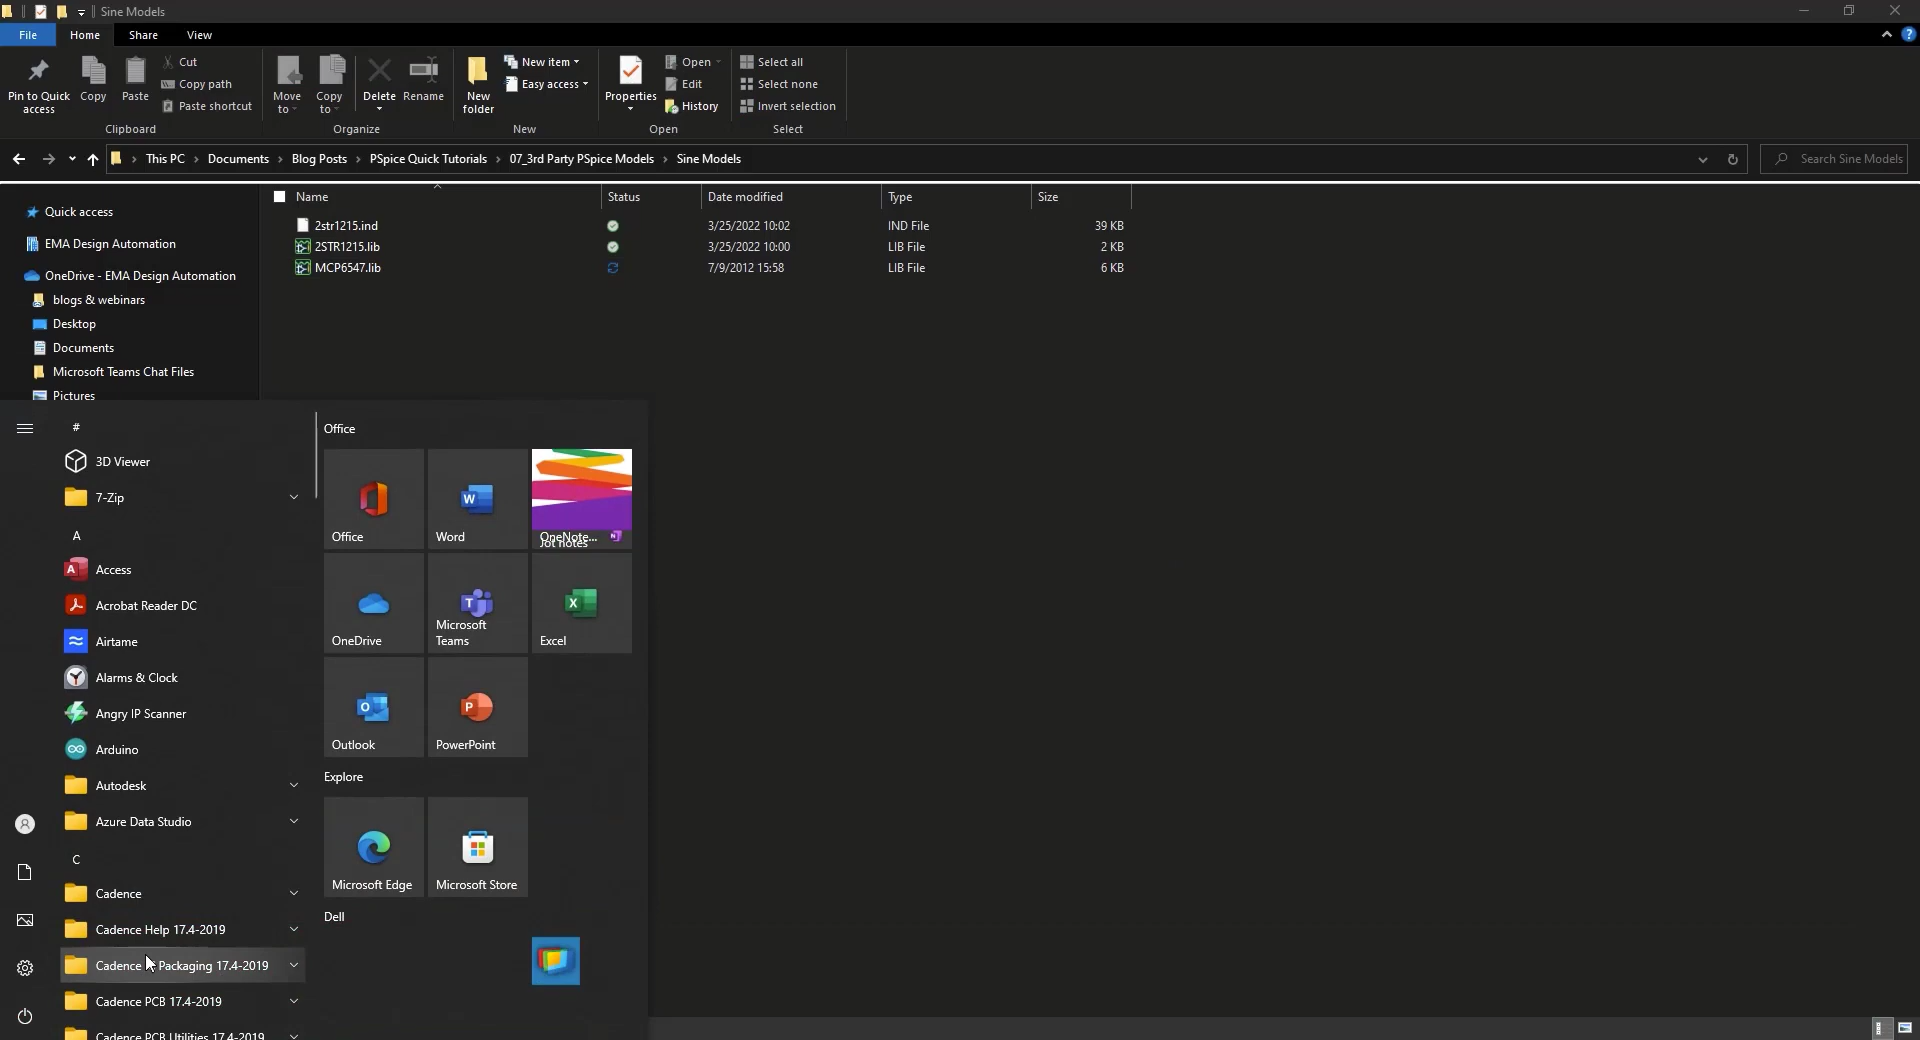 Sine Models
File Home Share View
Pin to Quick access
Copy
Paste
Cut
Copy path
Paste shortcut
Clipboard
Move to
Copy to
Delete
Rename
Organize
New folder
New item
Easy access
New
Properties
Open
Edit
History
Open
Select all
Select none
Invert selection
Select
This PC > Documents > Blog Posts > PSpice Quick Tutorials > 07_3rd Party PSpice Models > Sine Models
Search Sine Models
Name Status Date modified Type Size
2str1215.ind 3/25/2022 10:02 IND File 39 KB
2STR1215.lib 3/25/2022 10:00 LIB File 2 KB
MCP6547.lib 7/9/2012 15:58 LIB File 6 KB
Quick access
EMA Design Automation
OneDrive - EMA Design Automation
blogs & webinars
Desktop
Documents
Microsoft Teams Chat Files
Pictures
#
3D Viewer
7-Zip
A
Access
Acrobat Reader DC
Airtame
Alarms & Clock
Angry IP Scanner
Arduino
Autodesk
Azure Data Studio
C
Cadence
Cadence Help 17.4-2019
Cadence Packaging 17.4-2019
Cadence PCB 17.4-2019
Cadence PCB Utilities 17.4-2019
Office
Office
Word
OneNote...
Jot notes
OneDrive
Microsoft Teams
Excel
Outlook
PowerPoint
Explore
Microsoft Edge
Microsoft Store
Dell